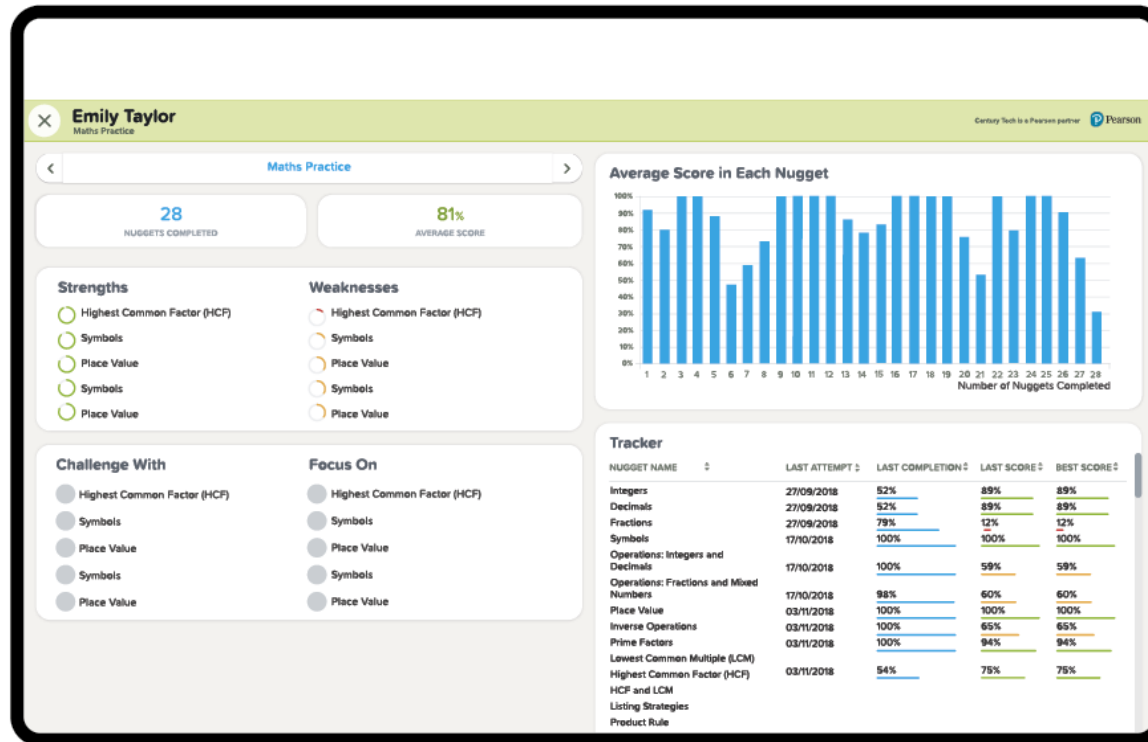 Emily Taylor
Maths Practice
Century Tech is a Pearson partner
Pearson
Maths Practice
28
NUGGETS COMPLETED
81%
AVERAGE SCORE
Strengths
Highest Common Factor (HCF)
Symbols
Place Value
Symbols
Place Value
Weaknesses
Highest Common Factor (HCF)
Symbols
Place Value
Symbols
Place Value
Challenge With
Highest Common Factor (HCF)
Symbols
Place Value
Symbols
Place Value
Focus On
Highest Common Factor (HCF)
Symbols
Place Value
Symbols
Place Value
Average Score in Each Nugget
100%
90%
80%
70%
60%
50%
40%
30%
20%
10%
0%
1 2 3 4 5 6 7 8 9 10 11 12 13 14 15 16 17 18 19 20 21 22 23 24 25 26 27 28
Number of Nuggets Completed
Tracker
NUGGET NAME LAST ATTEMPT LAST COMPLETION LAST SCORE BEST SCORE
Integers 27/09/2018 52% 89% 89%
Decimals 27/09/2018 52% 89% 89%
Fractions 27/09/2018 79% 12% 12%
Symbols 17/10/2018 100% 100% 100%
Operations: Integers and
Decimals 17/10/2018 100% 59% 59%
Operations: Fractions and Mixed
Numbers 17/10/2018 98% 60% 60%
Place Value 03/11/2018 100% 100% 100%
Inverse Operations 03/11/2018 100% 65% 65%
Prime Factors 03/11/2018 100% 94% 94%
Lowest Common Multiple (LCM)
Highest Common Factor (HCF) 03/11/2018 54% 75% 75%
HCF and LCM
Listing Strategies
Product Rule